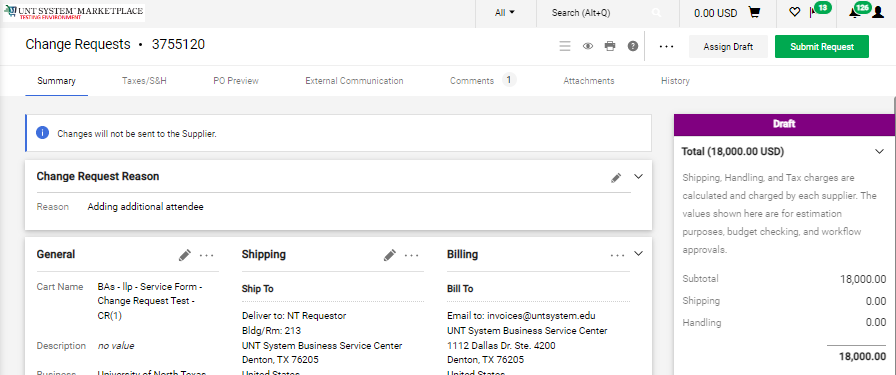 UNT SYSTEM™ MARKETPLACE
TESTING ENVIRONMENT
All
Search (Alt+Q)
0.00 USD
13
126
Change Requests • 3755120
Assign Draft
Submit Request
Summary
Taxes/S&H
PO Preview
External Communication
Comments 1
Attachments
History
Changes will not be sent to the Supplier.
Change Request Reason
Reason Adding additional attendee
General
Cart Name BAs - llp - Service Form -
Change Request Test -
CR(1)
Description no value
Business University of North Texas
Shipping
Ship To
Deliver to: NT Requestor
Bldg/Rm: 213
UNT System Business Service Center
Denton, TX 76205
United States
Billing
Bill To
Email to: invoices@untsystem.edu
UNT System Business Service Center
1112 Dallas Dr. Ste. 4200
Denton, TX 76205
United States
Draft
Total (18,000.00 USD)
Shipping, Handling, and Tax charges are
calculated and charged by each supplier. The
values shown here are for estimation
purposes, budget checking, and workflow
approvals.
Subtotal 18,000.00
Shipping 0.00
Handling 0.00
18,000.00